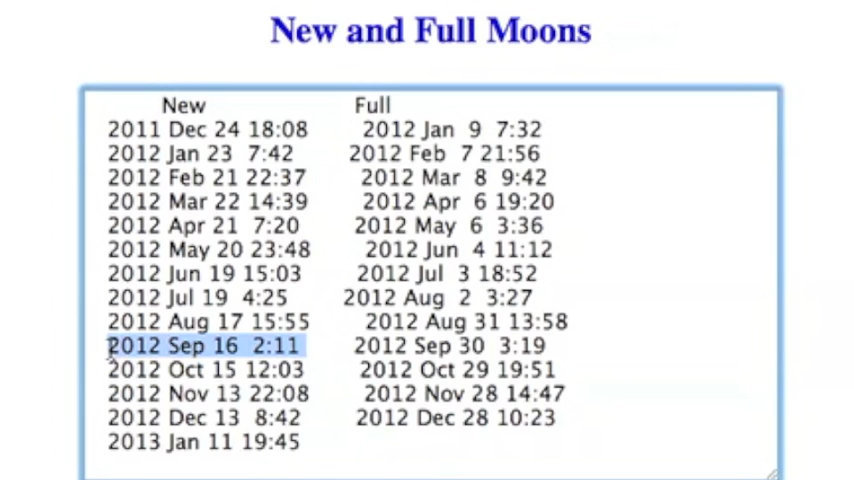 New and Full Moons
New Full
2011 Dec 24 18:08 2012 Jan 9 7:32
2012 Jan 23 7:42 2012 Feb 7 21:56
2012 Feb 21 22:37 2012 Mar 8 9:42
2012 Mar 22 14:39 2012 Apr 6 19:20
2012 Apr 21 7:20 2012 May 6 3:36
2012 May 20 23:48 2012 Jun 4 11:12
2012 Jun 19 15:03 2012 Jul 3 18:52
2012 Jul 19 4:25 2012 Aug 2 3:27
2012 Aug 17 15:55 2012 Aug 31 13:58
2012 Sep 16 2:11 2012 Sep 30 3:19
2012 Oct 15 12:03 2012 Oct 29 19:51
2012 Nov 13 22:08 2012 Nov 28 14:47
2012 Dec 13 8:42 2012 Dec 28 10:23
2013 Jan 11 19:45